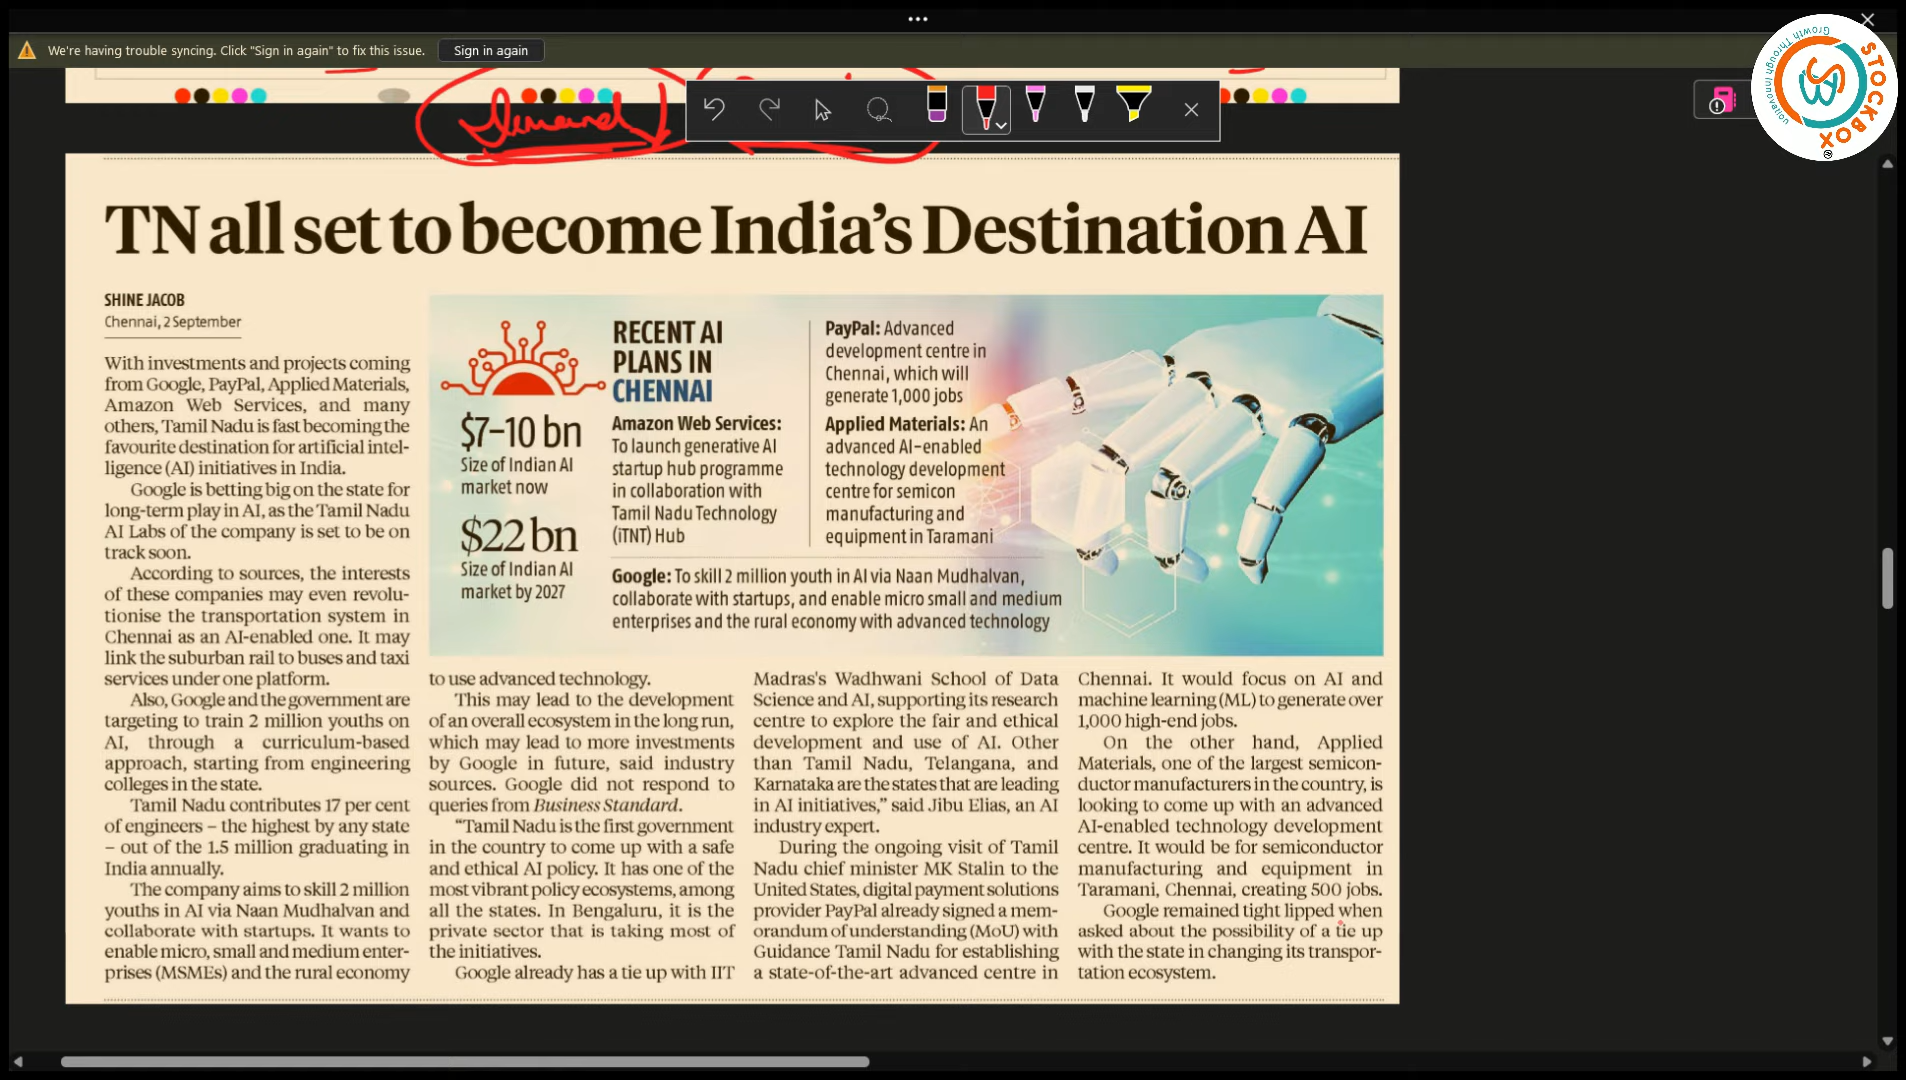 We're having trouble syncing. Click "Sign in again" to fix this issue.
Sign in again
Growth Through Innovation
STOCKBOX
®
Demand
TN all set to become India's Destination AI
SHINE JACOB
Chennai, 2 September
With investments and projects coming
from Google, PayPal, Applied Materials,
Amazon Web Services, and many
others, Tamil Nadu is fast becoming the
favourite destination for artificial intel-
ligence (AI) initiatives in India.
Google is betting big on the state for
long-term play in AI, as the Tamil Nadu
AI Labs of the company is set to be on
track soon.
According to sources, the interests
of these companies may even revolu-
tionise the transportation system in
Chennai as an AI-enabled one. It may
link the suburban rail to buses and taxi
services under one platform.
Also, Google and the government are
targeting to train 2 million youths on
AI, through a curriculum-based
approach, starting from engineering
colleges in the state.
Tamil Nadu contributes 17 per cent
of engineers – the highest by any state
– out of the 1.5 million graduating in
India annually.
The company aims to skill 2 million
youths in AI via Naan Mudhalvan and
collaborate with startups. It wants to
enable micro, small and medium enter-
prises (MSMEs) and the rural economy
RECENT AI
PLANS IN
CHENNAI
$7–10 bn
Size of Indian AI
market now
$22 bn
Size of Indian AI
market by 2027
Amazon Web Services:
To launch generative AI
startup hub programme
in collaboration with
Tamil Nadu Technology
(iTNT) Hub
PayPal: Advanced
development centre in
Chennai, which will
generate 1,000 jobs
Applied Materials: An
advanced AI-enabled
technology development
centre for semicon
manufacturing and
equipment in Taramani
Google: To skill 2 million youth in AI via Naan Mudhalvan,
collaborate with startups, and enable micro small and medium
enterprises and the rural economy with advanced technology
to use advanced technology.
This may lead to the development
of an overall ecosystem in the long run,
which may lead to more investments
by Google in future, said industry
sources. Google did not respond to
queries from Business Standard.
“Tamil Nadu is the first government
in the country to come up with a safe
and ethical AI policy. It has one of the
most vibrant policy ecosystems, among
all the states. In Bengaluru, it is the
private sector that is taking most of
the initiatives.
Google already has a tie up with IIT
Madras's Wadhwani School of Data
Science and AI, supporting its research
centre to explore the fair and ethical
development and use of AI. Other
than Tamil Nadu, Telangana, and
Karnataka are the states that are leading
in AI initiatives,” said Jibu Elias, an AI
industry expert.
During the ongoing visit of Tamil
Nadu chief minister MK Stalin to the
United States, digital payment solutions
provider PayPal already signed a mem-
orandum of understanding (MoU) with
Guidance Tamil Nadu for establishing
a state-of-the-art advanced centre in
Chennai. It would focus on AI and
machine learning (ML) to generate over
1,000 high-end jobs.
On the other hand, Applied
Materials, one of the largest semicon-
ductor manufacturers in the country, is
looking to come up with an advanced
AI-enabled technology development
centre. It would be for semiconductor
manufacturing and equipment in
Taramani, Chennai, creating 500 jobs.
Google remained tight lipped when
asked about the possibility of a tie up
with the state in changing its transpor-
tation ecosystem.